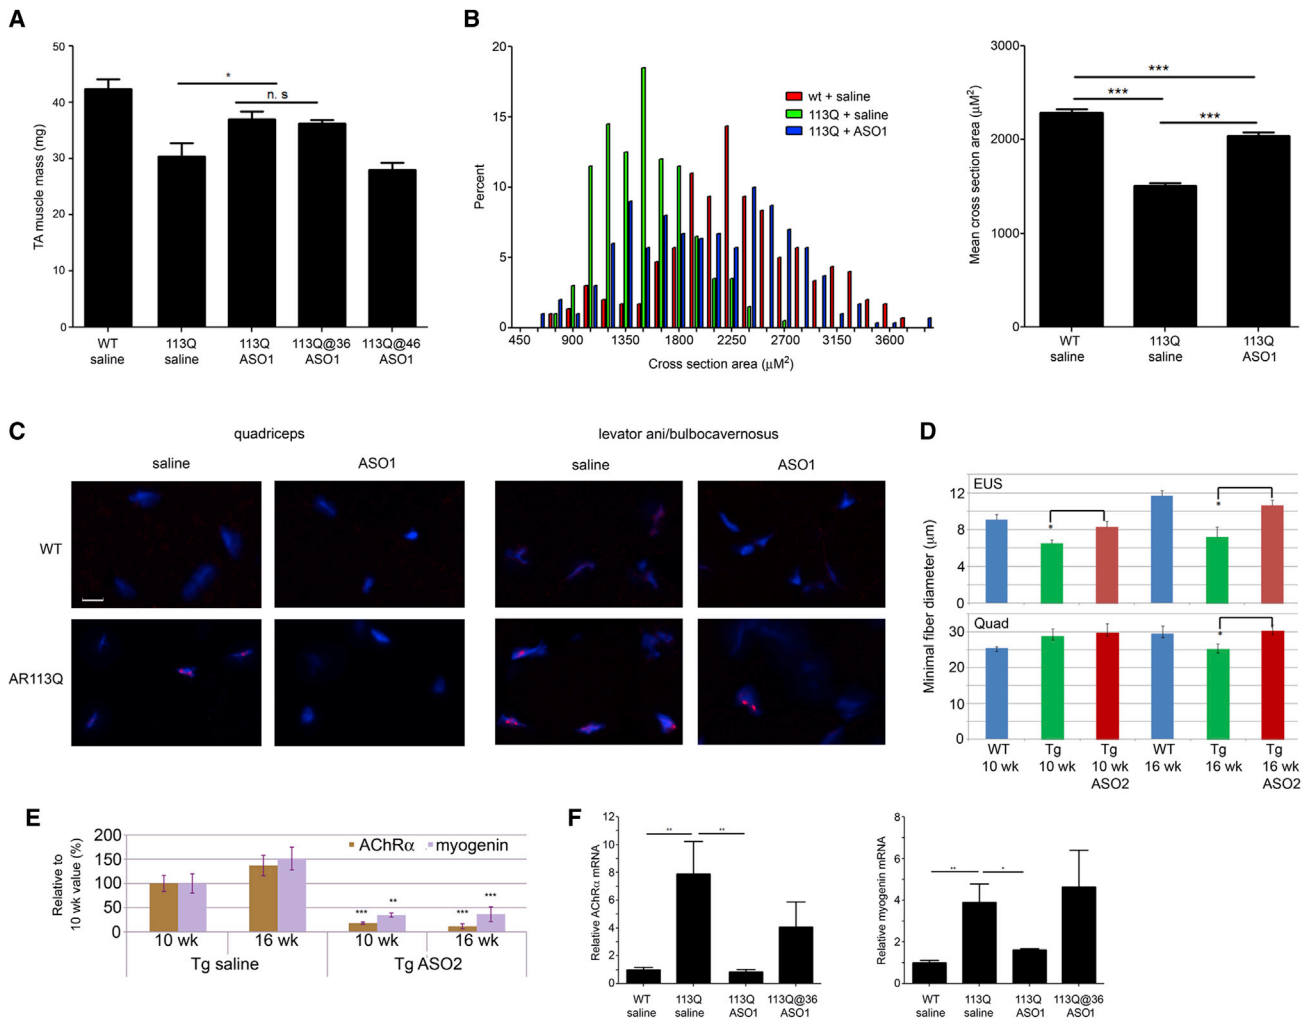 A
50
40
30
20
10
0
TA muscle mass (mg)
*
n. s
WT saline
113Q saline
113Q ASO1
113Q@36 ASO1
113Q@46 ASO1
B
20
15
10
5
0
Percent
wt + saline
113Q + saline
113Q + ASO1
450 900 1350 1800 2250 2700 3150 3600
Cross section area (µM²)
3000
2000
1000
0
Mean cross section area (µM²)
***
***
***
WT saline
113Q saline
113Q ASO1
C
quadriceps
levator ani/bulbocavernosus
saline
ASO1
saline
ASO1
WT
AR113Q
D
Minimal fiber diameter (µm)
EUS
12
8
4
0
*
*
Quad
30
20
10
0
*
WT 10 wk
Tg 10 wk
Tg 10 wk ASO2
WT 16 wk
Tg 16 wk
Tg 16 wk ASO2
E
Relative to 10 wk value (%)
200
150
100
50
0
AChRα
myogenin
***
**
***
***
10 wk
16 wk
10 wk
16 wk
Tg saline
Tg ASO2
F
Relative AChRα mRNA
12
10
8
6
4
2
0
**
**
WT saline
113Q saline
113Q ASO1
113Q@36 ASO1
Relative myogenin mRNA
8
6
4
2
0
**
*
WT saline
113Q saline
113Q ASO1
113Q@36 ASO1